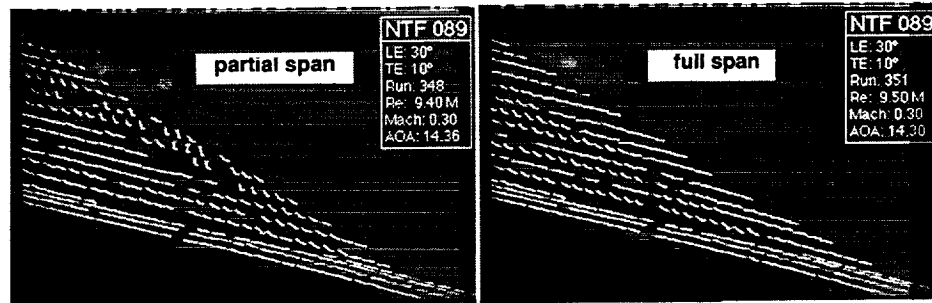 NTF 089
LE: 30°
TE: 10°
Run: 348
Re: 9.40 M
Mach: 0.30
AOA: 14.36
partial span
NTF 089
LE: 30°
TE: 10°
Run: 351
Re: 9.50 M
Mach: 0.30
AOA: 14.30
full span